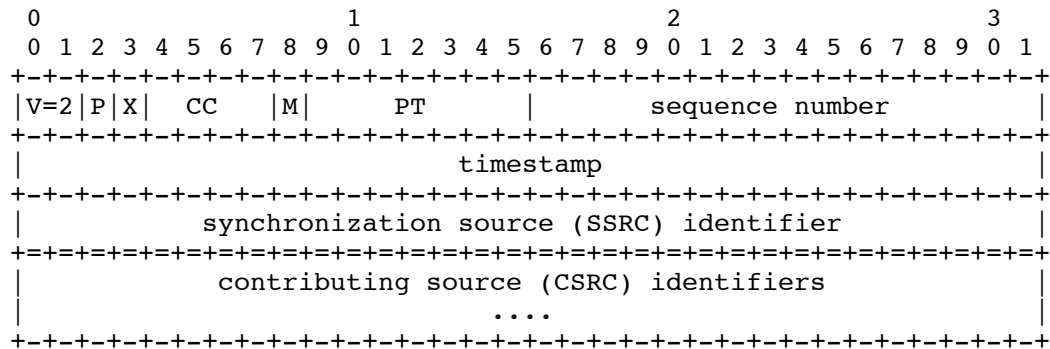 0                   1                   2                   3
 0 1 2 3 4 5 6 7 8 9 0 1 2 3 4 5 6 7 8 9 0 1 2 3 4 5 6 7 8 9 0 1
+-+-+-+-+-+-+-+-+-+-+-+-+-+-+-+-+-+-+-+-+-+-+-+-+-+-+-+-+-+-+-+-+
|V=2|P|X|  CC   |M|     PT      |       sequence number         |
+-+-+-+-+-+-+-+-+-+-+-+-+-+-+-+-+-+-+-+-+-+-+-+-+-+-+-+-+-+-+-+-+
|                           timestamp                           |
+-+-+-+-+-+-+-+-+-+-+-+-+-+-+-+-+-+-+-+-+-+-+-+-+-+-+-+-+-+-+-+-+
|           synchronization source (SSRC) identifier            |
+=+=+=+=+=+=+=+=+=+=+=+=+=+=+=+=+=+=+=+=+=+=+=+=+=+=+=+=+=+=+=+=+
|            contributing source (CSRC) identifiers             |
|                             ....                              |
+-+-+-+-+-+-+-+-+-+-+-+-+-+-+-+-+-+-+-+-+-+-+-+-+-+-+-+-+-+-+-+-+